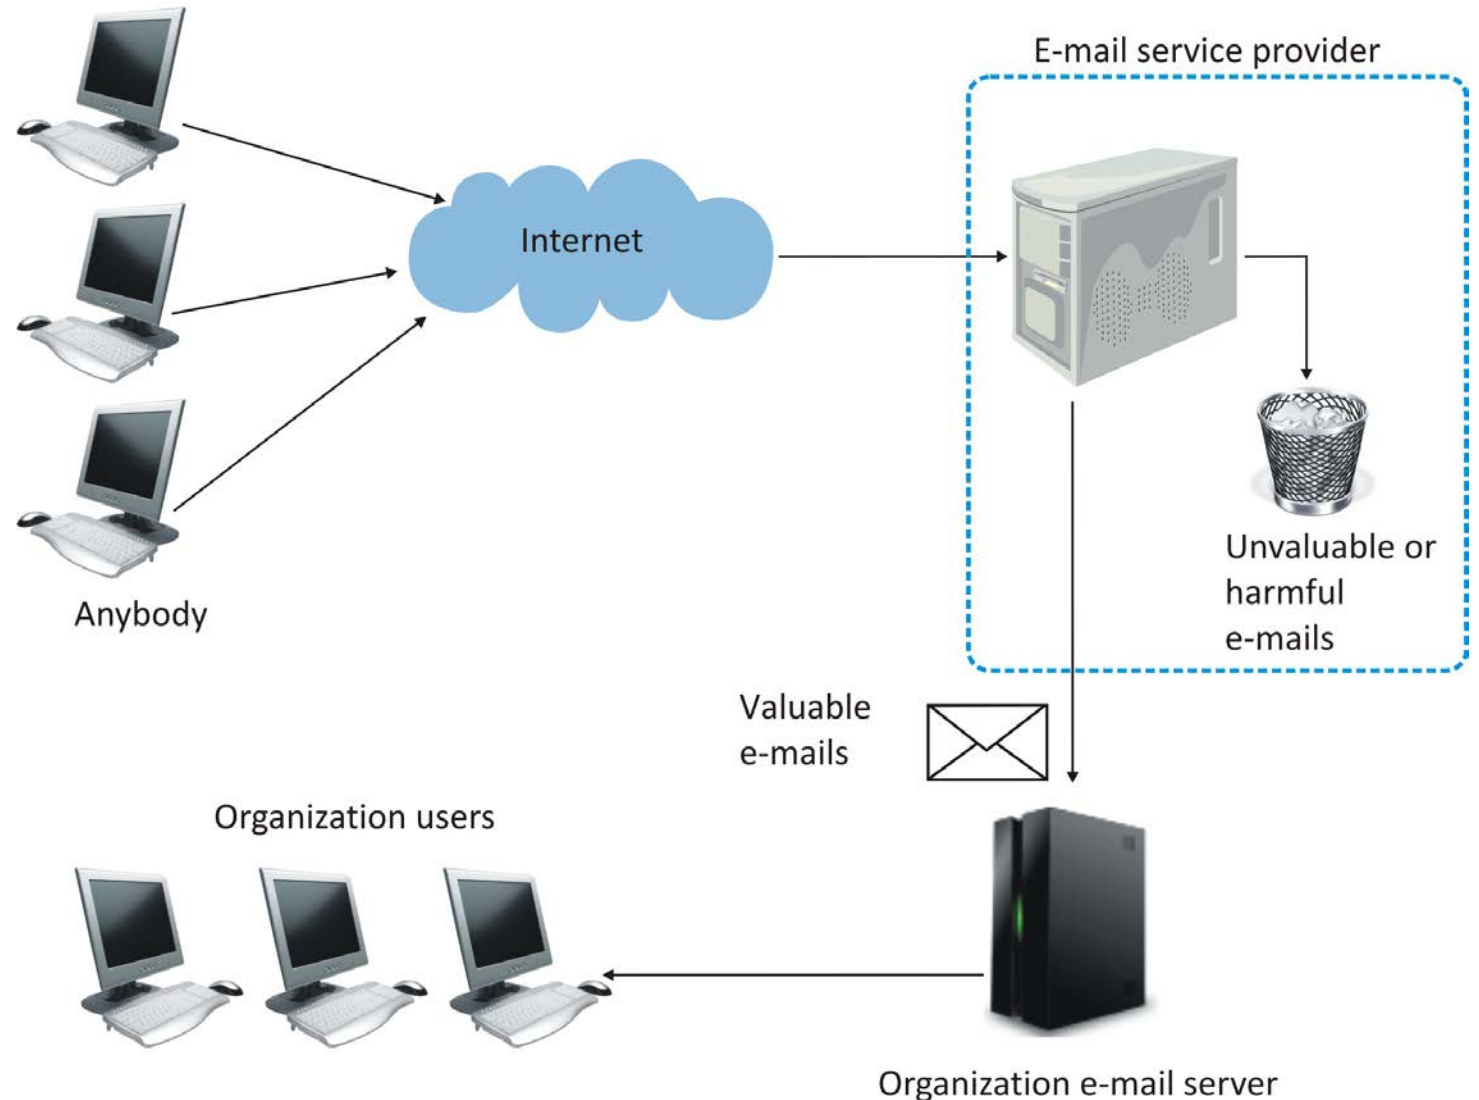 E-mail service provider
Internet
Unvaluable or
harmful
e-mails
Anybody
Valuable
e-mails
Organization users
Organization e-mail server